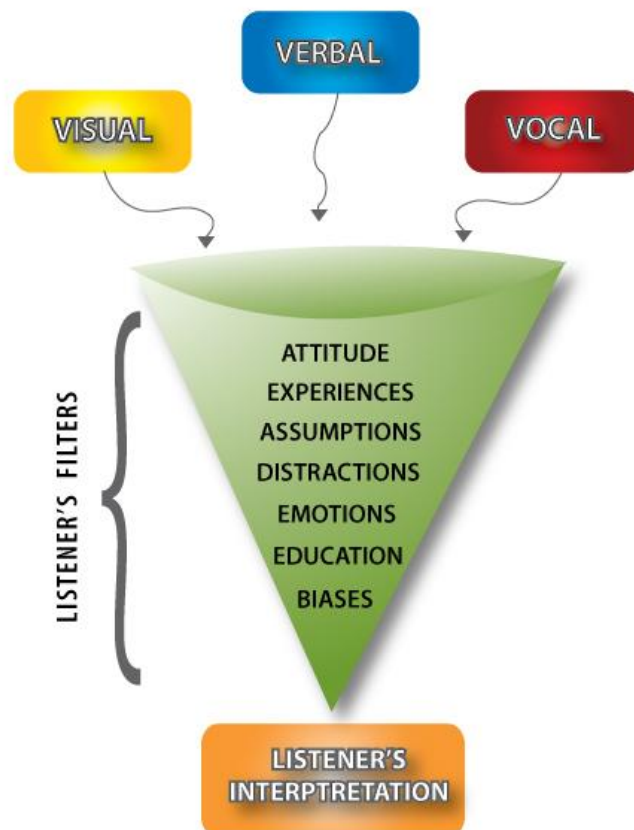 VERBAL
VISUAL
VOCAL
ATTITUDE
EXPERIENCES
ASSUMPTIONS
DISTRACTIONS
EMOTIONS
EDUCATION
BIASES
LISTENER'S FILTERS
LISTENER'S
INTERPTRETATION